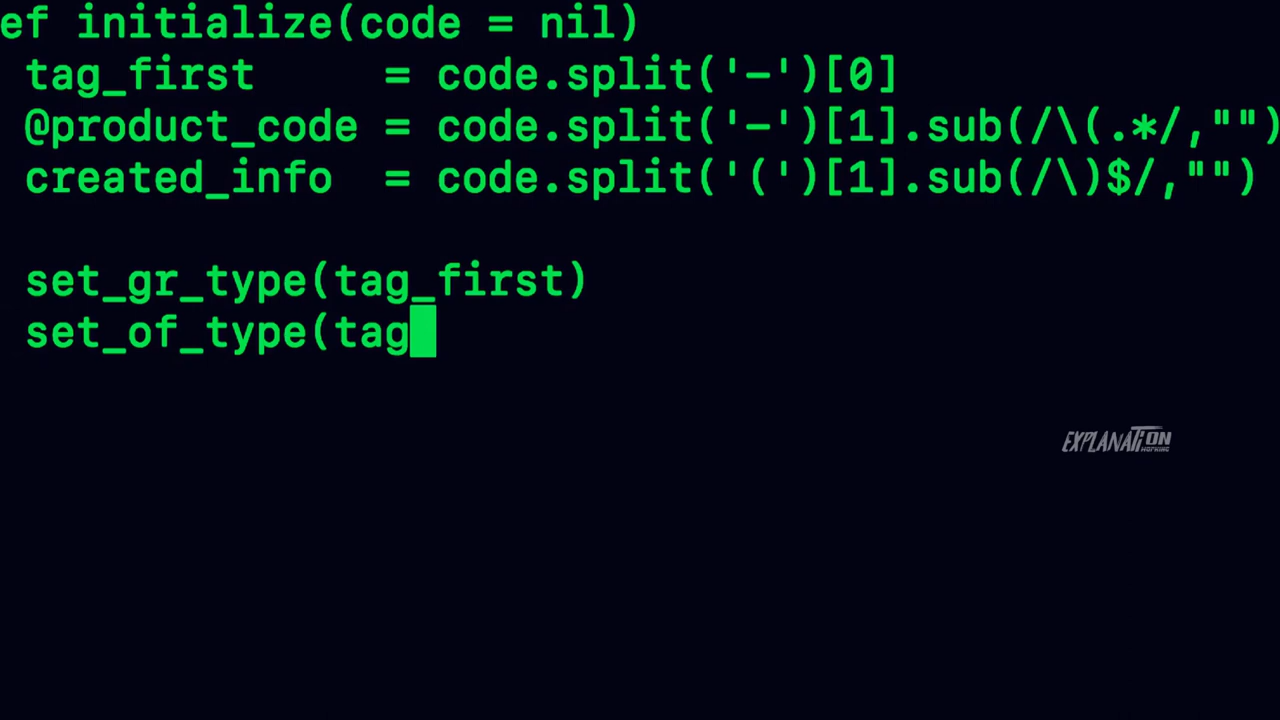 ef initialize(code = nil)
tag_first     = code.split('-')[0]
@product_code = code.split('-')[1].sub(/\(.*/,"")
created_info  = code.split('(')[1].sub(/\)$/,"")
set_gr_type(tag_first)
set_of_type(tag
EXPLANATION
WORKING